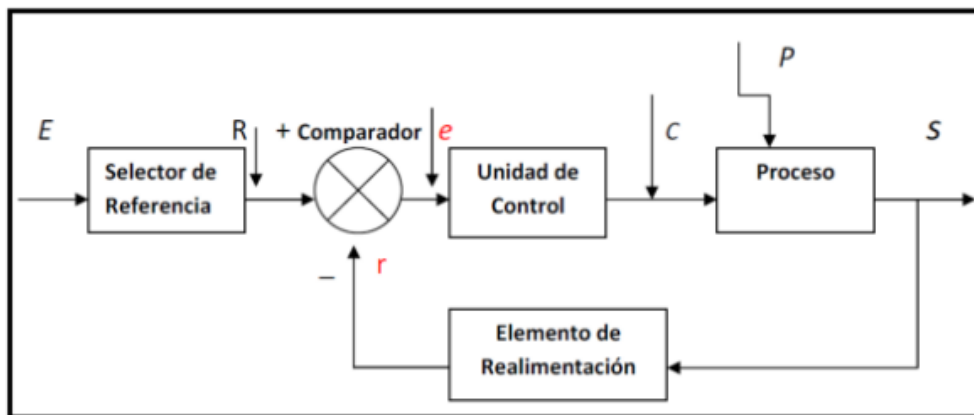 P
E
R
+ Comparador
e
C
S
Selector de
Referencia
Unidad de
Control
Proceso
−
r
Elemento de
Realimentación